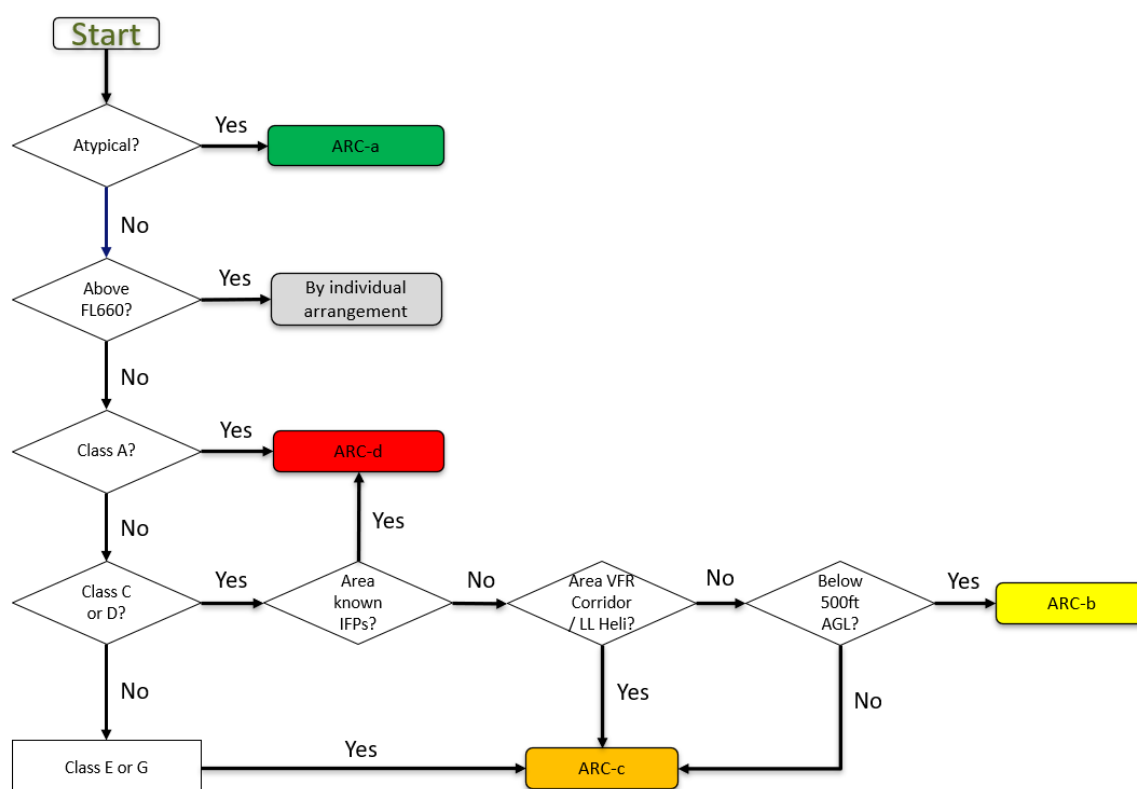 Start
Atypical?
Yes
ARC-a
No
Above
FL660?
Yes
By individual
arrangement
No
Class A?
Yes
ARC-d
No
Yes
Class C
or D?
Yes
Area
known
IFPs?
No
Area VFR
Corridor
/ LL Heli?
No
Below
500ft
AGL?
Yes
ARC-b
No
Yes
No
Class E or G
Yes
ARC-c